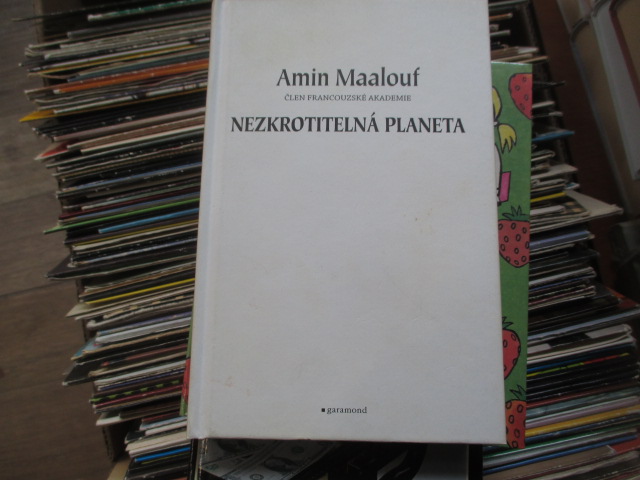 Amin Maalouf
ČLEN FRANCOUZSKÉ AKADEMIE
NEZKROTITELNÁ PLANETA
garamond